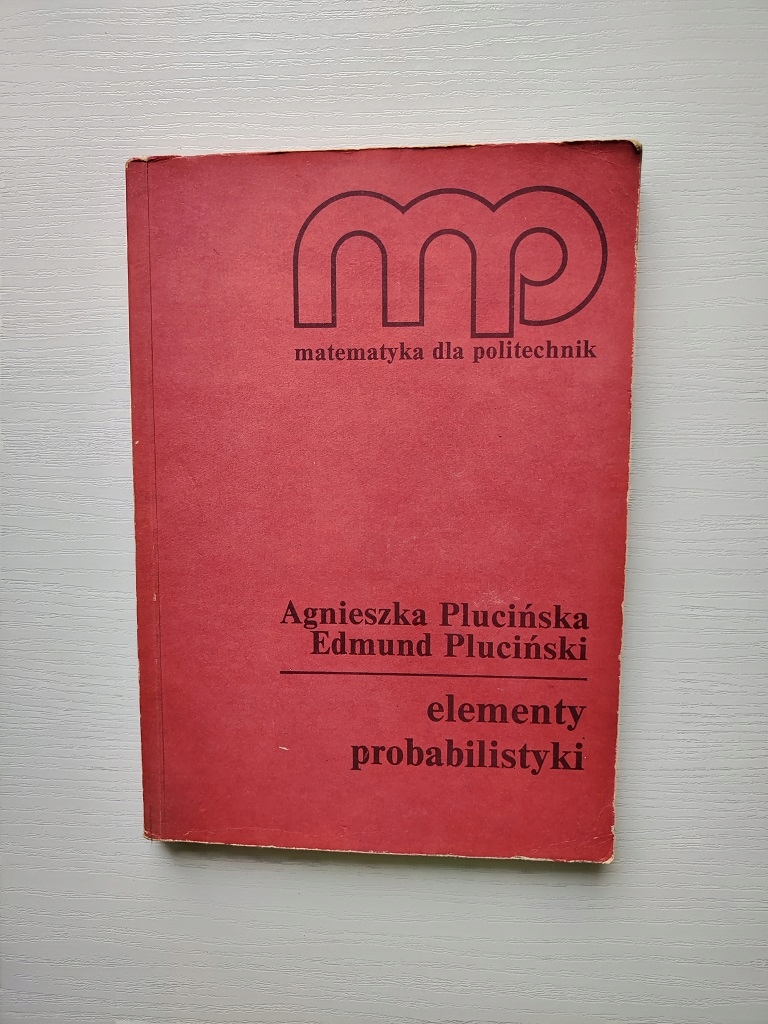 mp
matematyka dla politechnik
Agnieszka Plucińska
Edmund Pluciński
elementy
probabilistyki